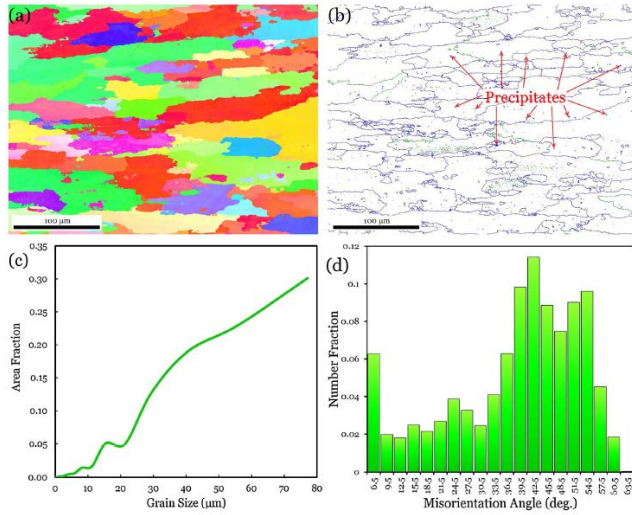 (a)
100 μm
(b)
Precipitates
100 μm
(c)
0.35
0.30
0.25
0.20
0.15
0.10
0.05
0.00
Area Fraction
0 10 20 30 40 50 60 70 80
Grain Size (μm)
(d)
0.12
0.1
0.08
0.06
0.04
0.02
0
Number Fraction
6.5 9.5 12.5 15.5 18.5 21.5 24.5 27.5 30.5 33.5 36.5 39.5 42.5 45.5 48.5 51.5 54.5 57.5 60.5 63.5
Misorientation Angle (deg.)